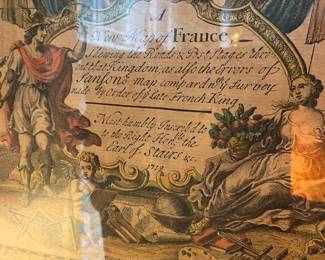 A
New Map of France
Shewing the Roads & Post Stages thro-
out that Kingdom, as also the Errors of
Sanson's map compar'd wth ye Survey
made by order of ye late French King
Most humbly Inscrib'd to
to the Right Honble. the
Earl of Stairs &c.
1719